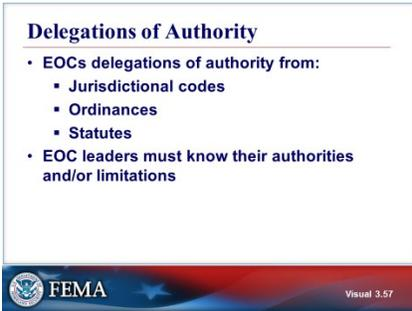 Delegations of Authority
• EOCs delegations of authority from:
▪ Jurisdictional codes
▪ Ordinances
▪ Statutes
• EOC leaders must know their authorities
and/or limitations
FEMA
Visual 3.57